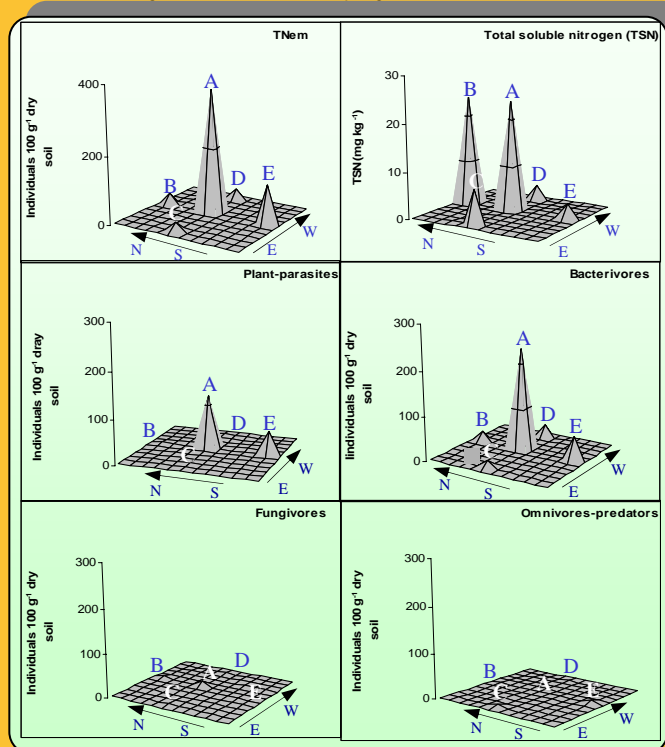 TNem
Individuals 100 g-1 dry
soil
400
200
0
A
B
C
D
E
N
S
E
W
Total soluble nitrogen (TSN)
TSN (mg kg-1)
30
20
10
0
B
A
C
D
E
N
S
E
W
Plant-parasites
Individuals 100 g-1 dray
soil
300
200
100
0
A
B
D
E
C
N
S
E
W
Bacterivores
Iindividuals 100 g-1 dry
soil
300
200
100
0
A
B
D
E
C
N
S
E
W
Fungivores
Individuals 100 g-1 dry
soil
300
200
100
0
B
A
D
C
E
N
S
E
W
Omnivores-predators
Individuals 100 g-1 dry
soil
300
200
100
0
B
D
A
C
E
N
S
E
W